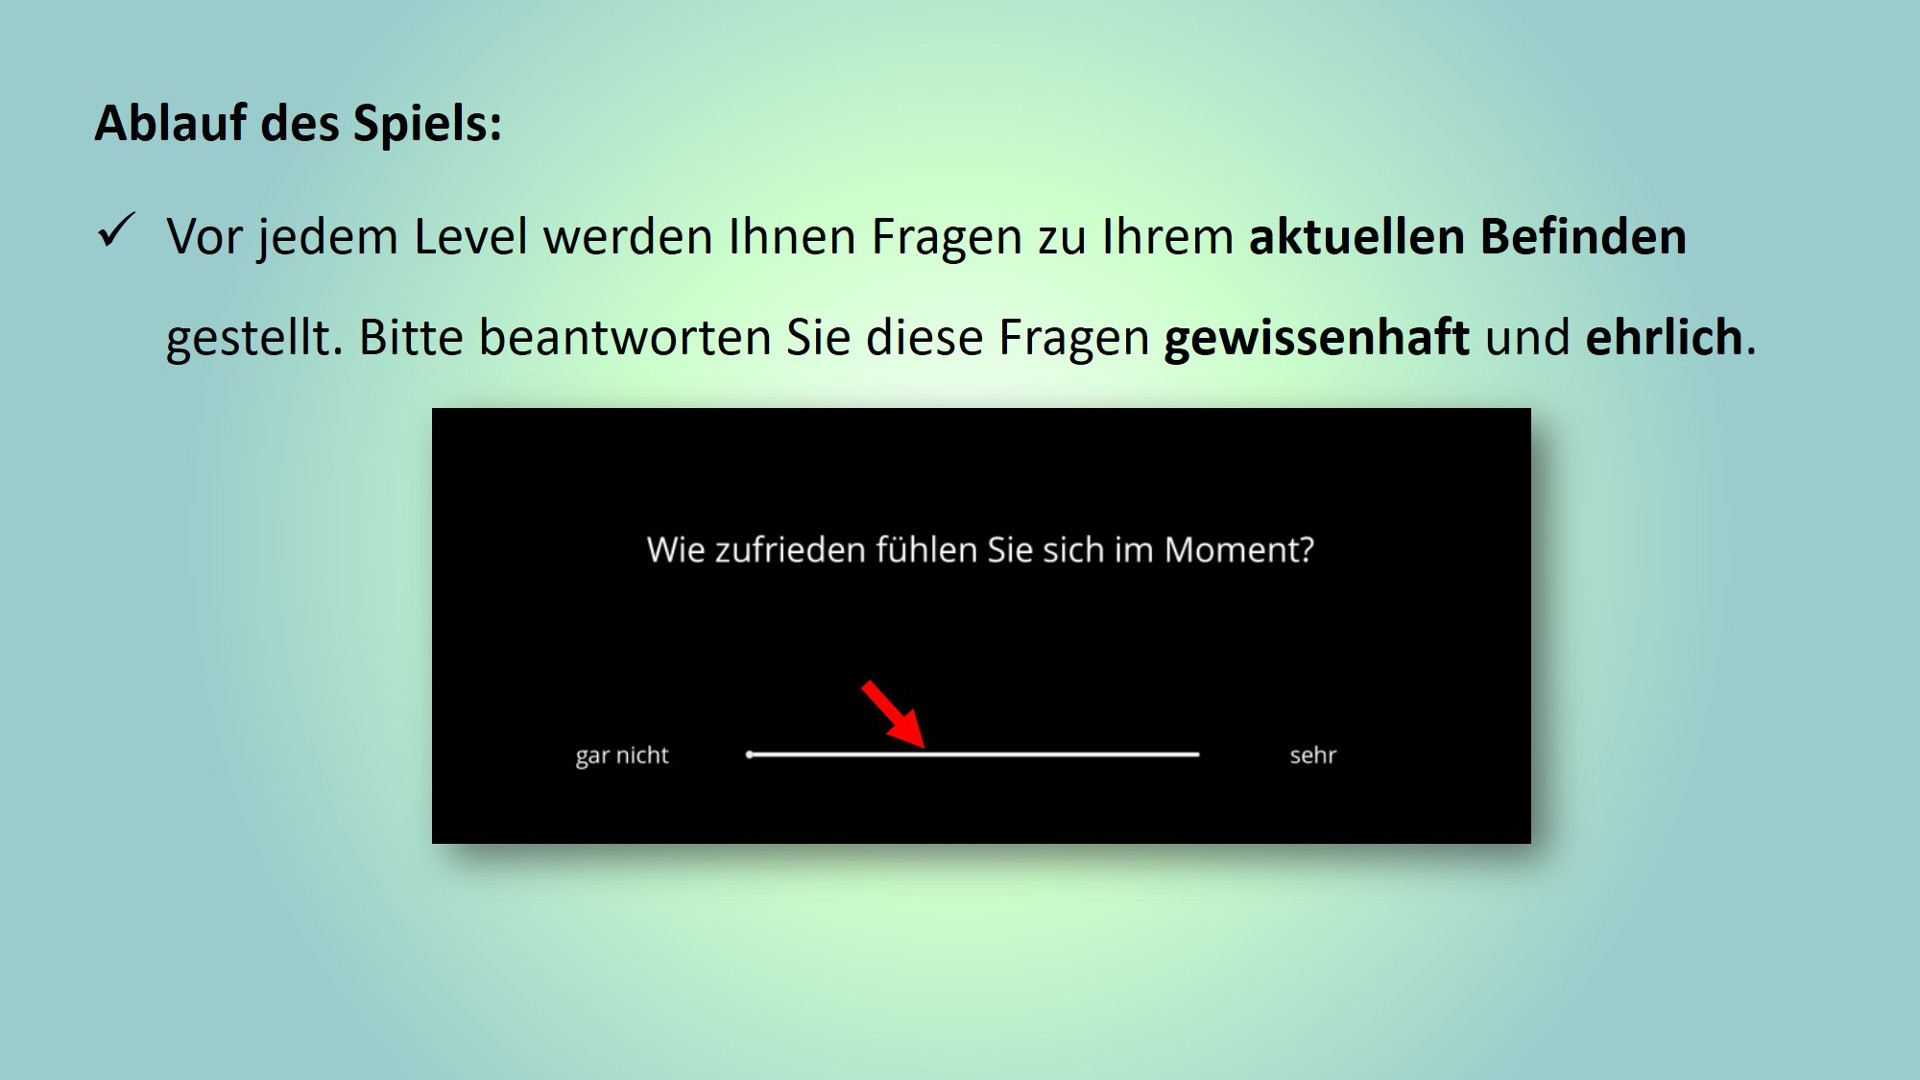 Ablauf des Spiels:
✓ Vor jedem Level werden Ihnen Fragen zu Ihrem aktuellen Befinden
gestellt. Bitte beantworten Sie diese Fragen gewissenhaft und ehrlich.
Wie zufrieden fühlen Sie sich im Moment?
gar nicht sehr